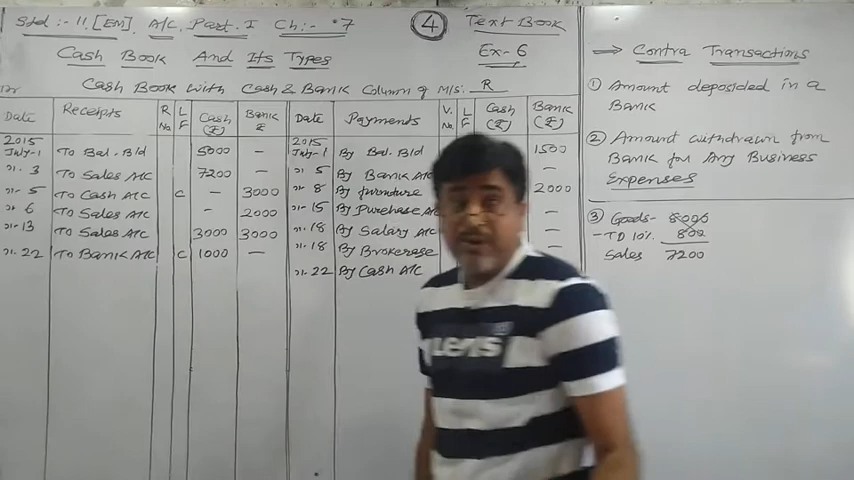 Std :- 11. [EM] A/C. Part. I Ch :- °7
4
Text Book
Cash Book And Its Types
Ex- 6
Cash Book with Cash & Bank Column of M/s. R
Dr
Date Receipts R No. L F Cash (₹) Bank ₹ Date Payments V. No. L F Cash (₹) Bank (₹)
2015 July-1 To Bal. B/d 5000 - 2015 July-1 By Bal. B/d 1500
〃. 3 To Sales A/C 7200 - 〃 5 By Bank A/C -
〃- 5 To Cash A/C C - 3000 〃 8 By furniture 2000
〃 6 To Sales A/C - 2000 〃-15 By Purchase A/C -
〃-13 To Sales A/C 3000 3000 〃.18 By Salary A/C -
〃. 22 To Bank A/C C 1000 - 〃.18 By Brokerage -
〃. 22 By Cash A/C
⇒ Contra Transactions
① Amount deposided in a
Bank
② Amount withdrawn from
Bank for Any Business
Expenses
③ Goods- 8000
- TD 10% 800
Sales 7200
Lens